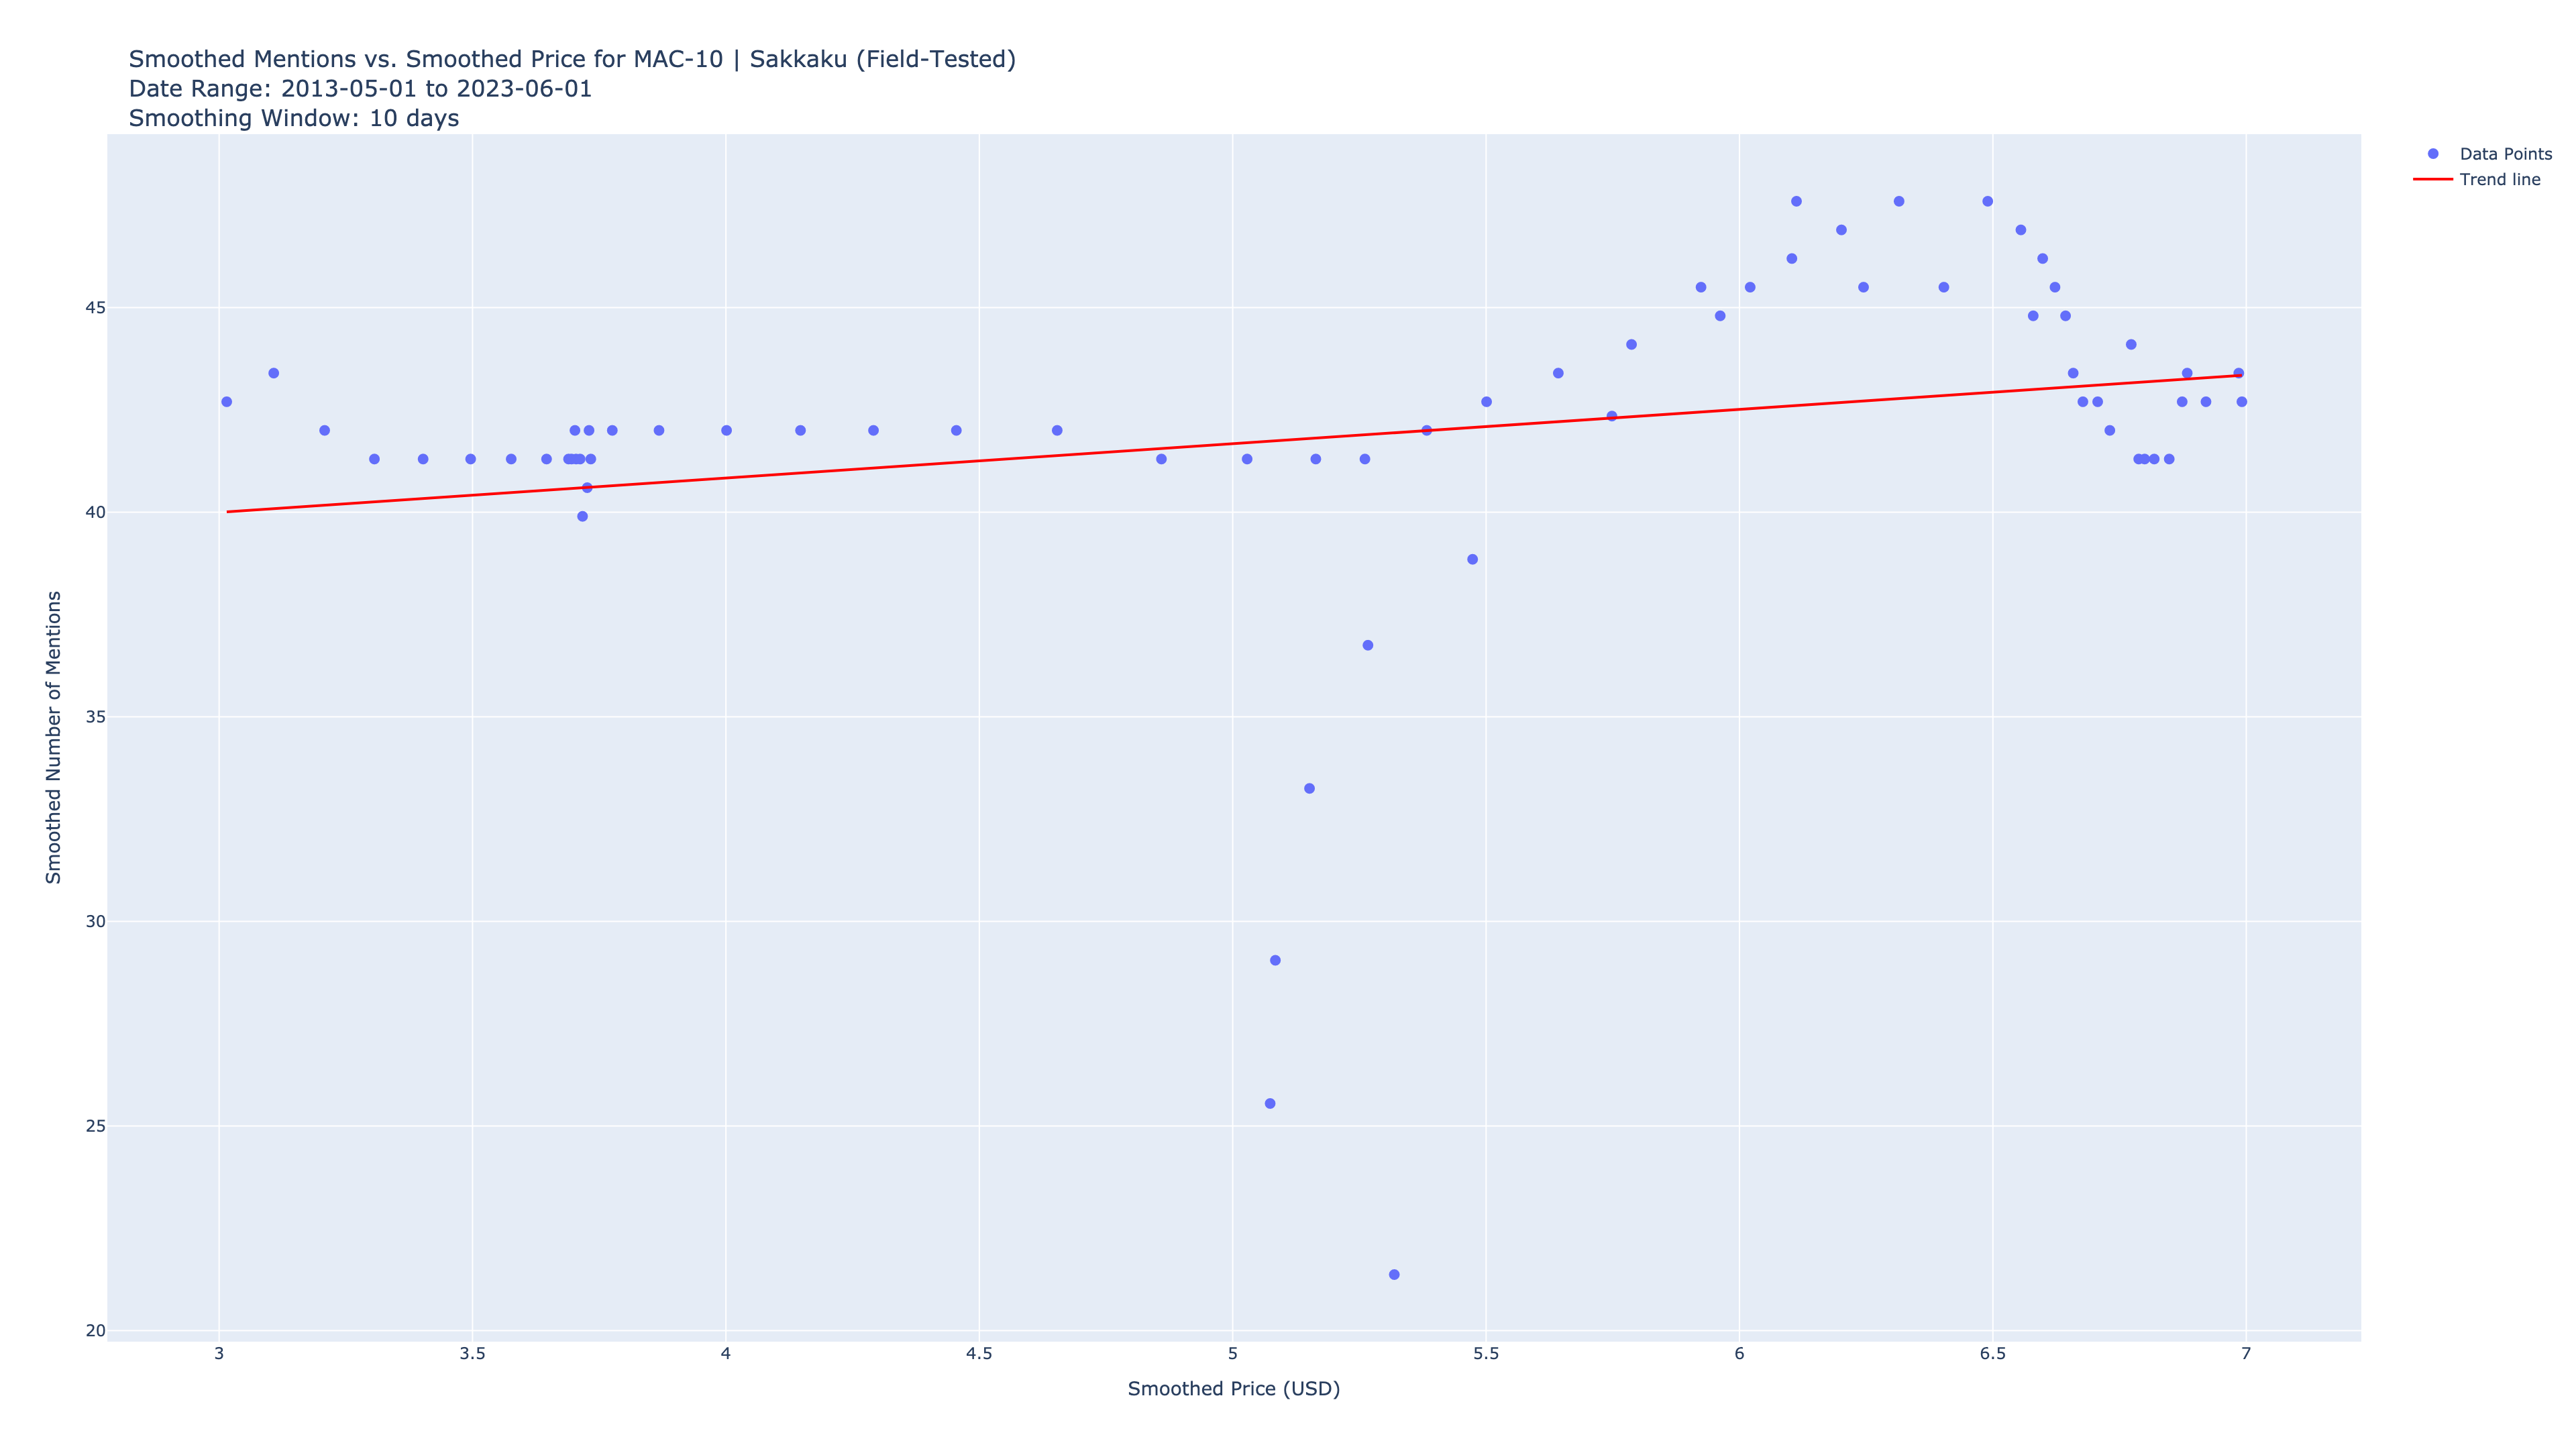 Smoothed Mentions vs. Smoothed Price for MAC-10 | Sakkaku (Field-Tested)
Date Range: 2013-05-01 to 2023-06-01
Smoothing Window: 10 days
Data Points
Trend line
45
40
35
30
25
20
Smoothed Number of Mentions
3
3.5
4
4.5
5
5.5
6
6.5
7
Smoothed Price (USD)